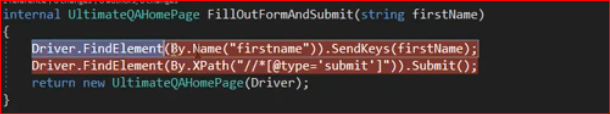 internal UltimateQAHomePage FillOutFormAndSubmit(string firstName)
{
Driver.FindElement(By.Name("firstname")).SendKeys(firstName);
Driver.FindElement(By.XPath("//*[@type='submit']")).Submit();
return new UltimateQAHomePage(Driver);
}